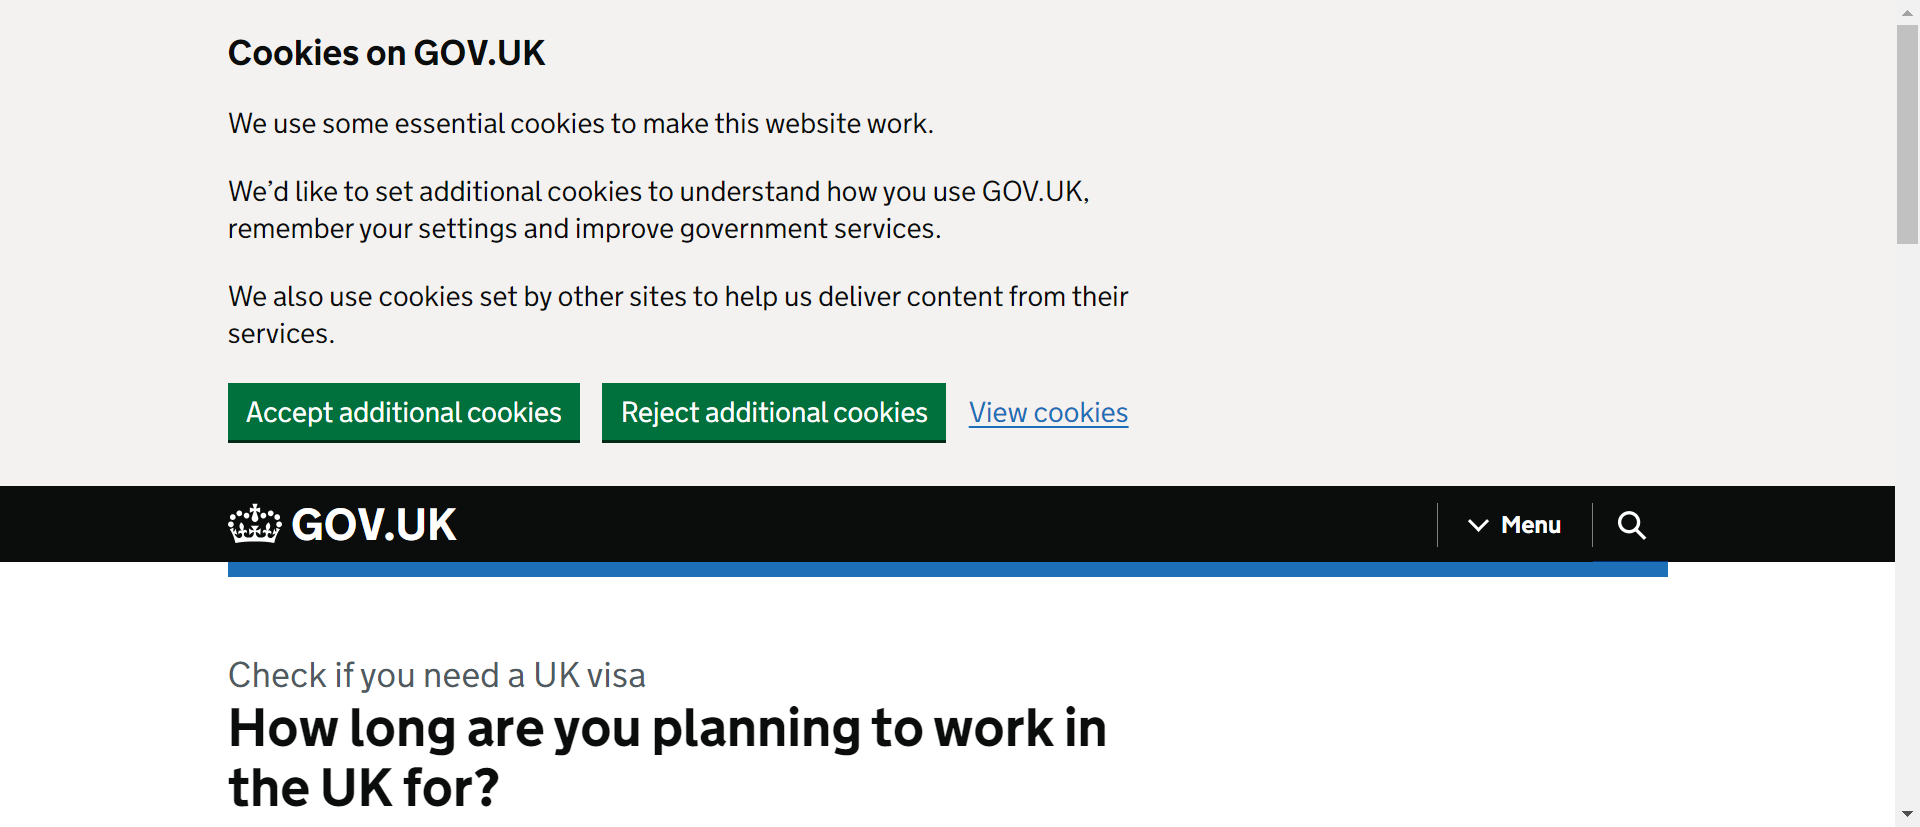 Cookies on GOV.UK
We use some essential cookies to make this website work.
We’d like to set additional cookies to understand how you use GOV.UK,
remember your settings and improve government services.
We also use cookies set by other sites to help us deliver content from their
services.
Accept additional cookies
Reject additional cookies
View cookies
GOV.UK
Menu
Check if you need a UK visa
How long are you planning to work in
the UK for?